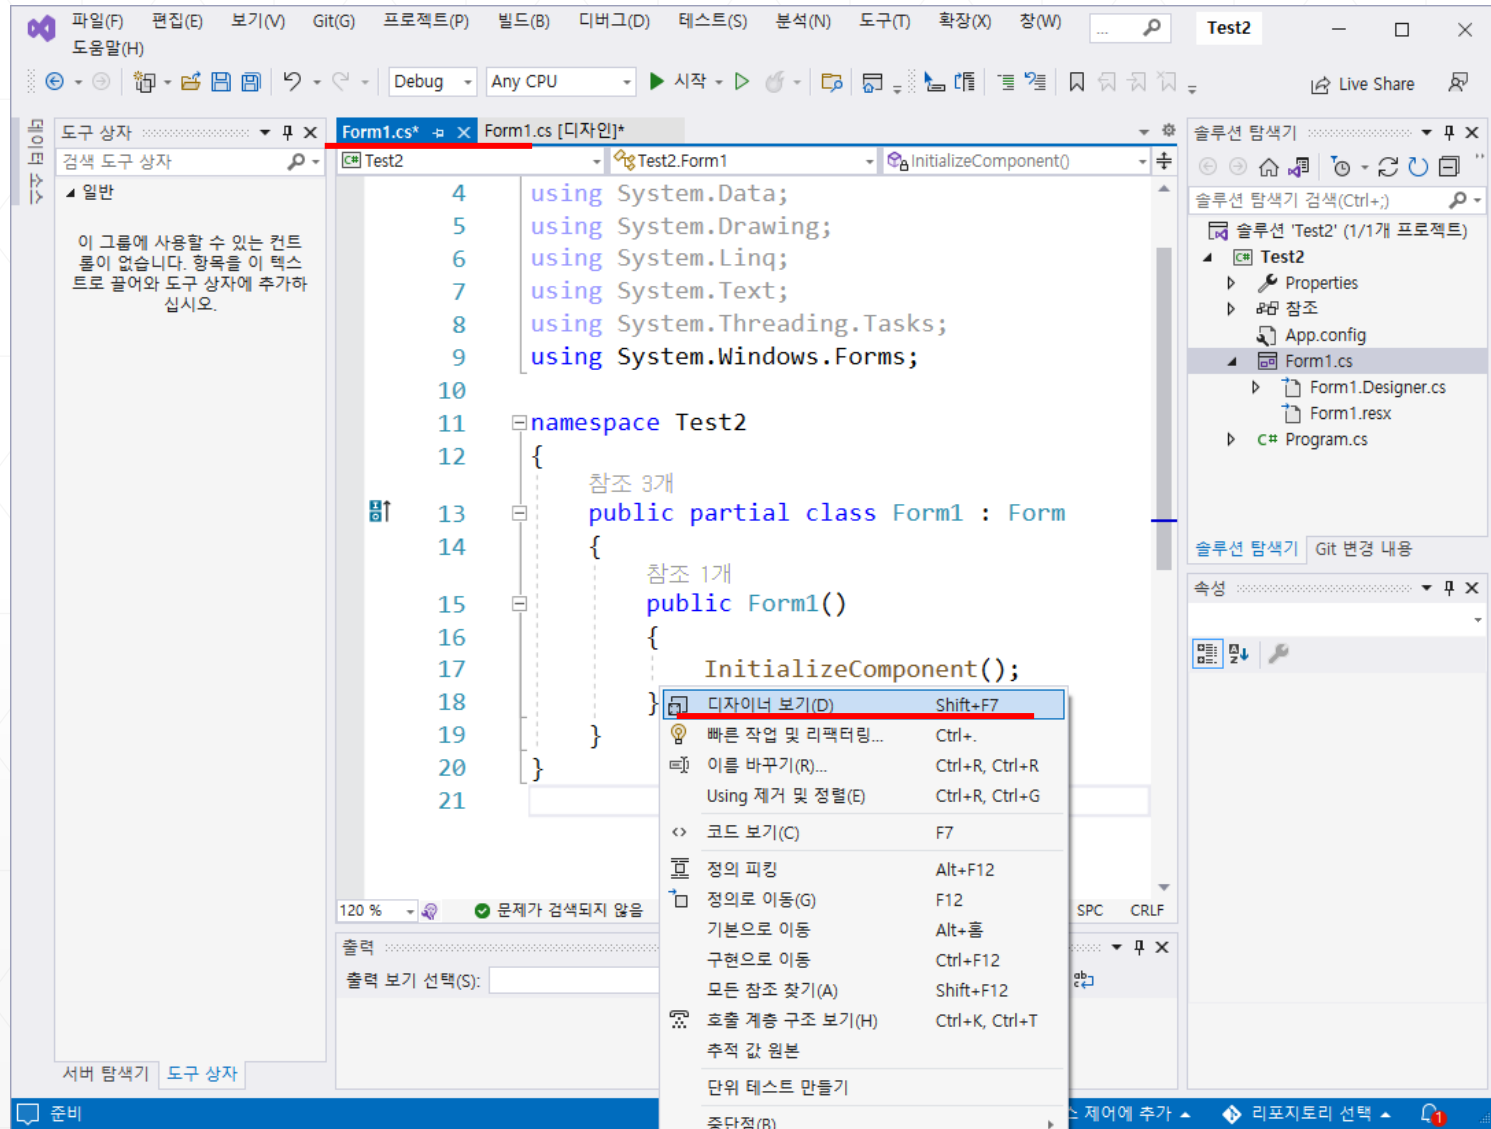 파일(F) 편집(E) 보기(V) Git(G) 프로젝트(P) 빌드(B) 디버그(D) 테스트(S) 분석(N) 도구(T) 확장(X) 창(W) ... Test2
도움말(H)
Debug Any CPU 시작 Live Share
데이터 소스
도구 상자
검색 도구 상자
일반
이 그룹에 사용할 수 있는 컨트
롤이 없습니다. 항목을 이 텍스
트로 끌어와 도구 상자에 추가하
십시오.
서버 탐색기 도구 상자
Form1.cs* Form1.cs [디자인]*
C# Test2 Test2.Form1 InitializeComponent()
4 using System.Data;
5 using System.Drawing;
6 using System.Linq;
7 using System.Text;
8 using System.Threading.Tasks;
9 using System.Windows.Forms;
10
11 namespace Test2
12 {
참조 3개
13 public partial class Form1 : Form
14 {
참조 1개
15 public Form1()
16 {
17 InitializeComponent();
18 }
19 }
20 }
21
디자이너 보기(D) Shift+F7
빠른 작업 및 리팩터링... Ctrl+.
이름 바꾸기(R)... Ctrl+R, Ctrl+R
Using 제거 및 정렬(E) Ctrl+R, Ctrl+G
코드 보기(C) F7
정의 피킹 Alt+F12
정의로 이동(G) F12
기본으로 이동 Alt+홈
구현으로 이동 Ctrl+F12
모든 참조 찾기(A) Shift+F12
호출 계층 구조 보기(H) Ctrl+K, Ctrl+T
추적 값 원본
단위 테스트 만들기
중단점(B)
120 % 문제가 검색되지 않음 SPC CRLF
출력
출력 보기 선택(S):
솔루션 탐색기
솔루션 탐색기 검색(Ctrl+;)
솔루션 'Test2' (1/1개 프로젝트)
C# Test2
Properties
참조
App.config
Form1.cs
Form1.Designer.cs
Form1.resx
C# Program.cs
솔루션 탐색기 Git 변경 내용
속성
준비 스 제어에 추가 리포지토리 선택 1